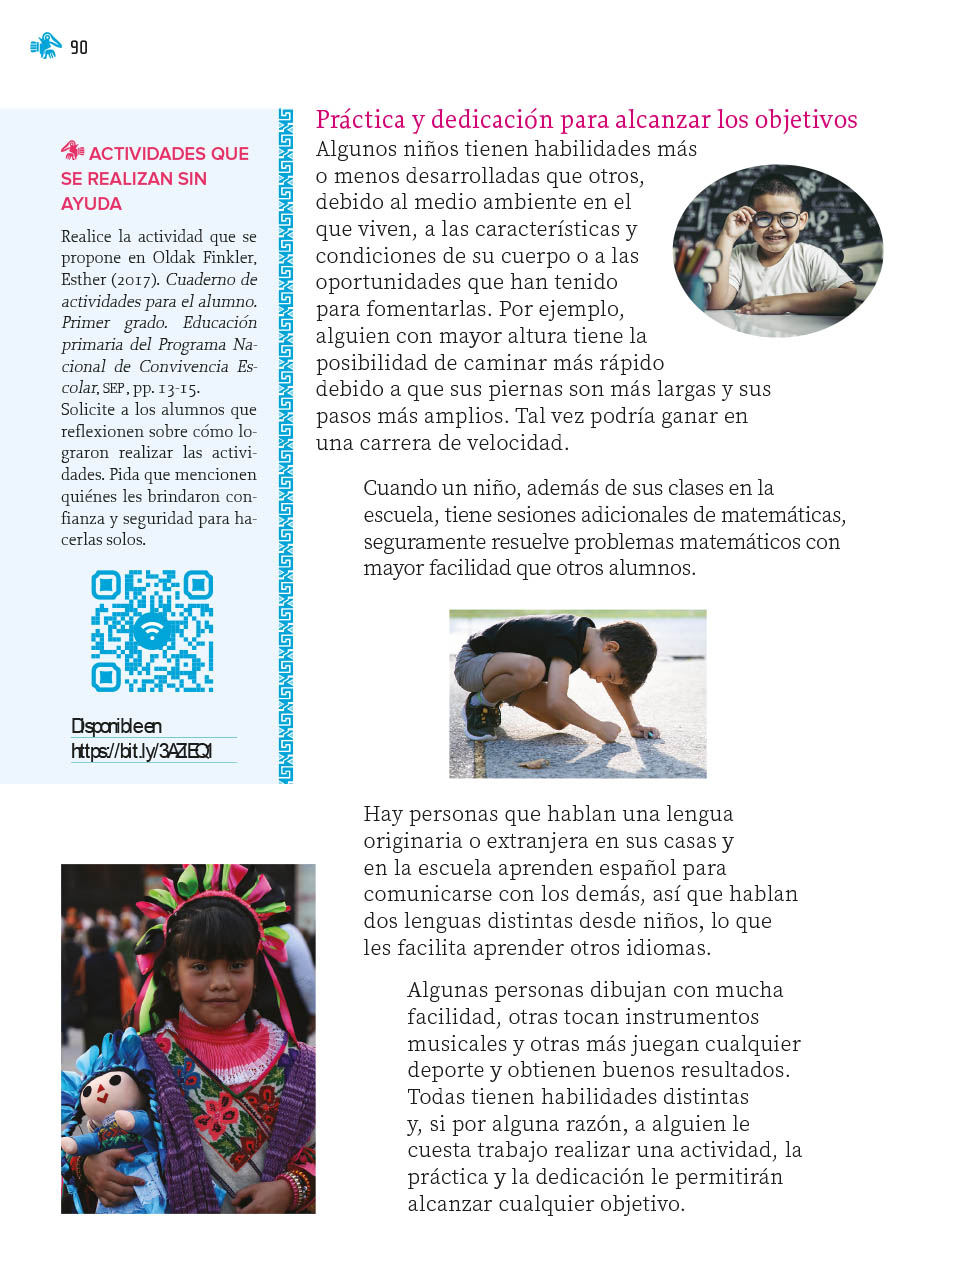 90
ACTIVIDADES QUE
SE REALIZAN SIN
AYUDA
Realice la actividad que se
propone en Oldak Finkler,
Esther (2017). Cuaderno de
actividades para el alumno.
Primer grado. Educación
primaria del Programa Na-
cional de Convivencia Es-
colar, SEP, pp. 13-15.
Solicite a los alumnos que
reflexionen sobre cómo lo-
graron realizar las activi-
dades. Pida que mencionen
quiénes les brindaron con-
fianza y seguridad para ha-
cerlas solos.
Disponible en
Práctica y dedicación para alcanzar los objetivos
Algunos niños tienen habilidades más
o menos desarrolladas que otros,
debido al medio ambiente en el
que viven, a las características y
condiciones de su cuerpo o a las
oportunidades que han tenido
para fomentarlas. Por ejemplo,
alguien con mayor altura tiene la
posibilidad de caminar más rápido
debido a que sus piernas son más largas y sus
pasos más amplios. Tal vez podría ganar en
una carrera de velocidad.
Cuando un niño, además de sus clases en la
escuela, tiene sesiones adicionales de matemáticas,
seguramente resuelve problemas matemáticos con
mayor facilidad que otros alumnos.
Hay personas que hablan una lengua
originaria o extranjera en sus casas y
en la escuela aprenden español para
comunicarse con los demás, así que hablan
dos lenguas distintas desde niños, lo que
les facilita aprender otros idiomas.
Algunas personas dibujan con mucha
facilidad, otras tocan instrumentos
musicales y otras más juegan cualquier
deporte y obtienen buenos resultados.
Todas tienen habilidades distintas
y, si por alguna razón, a alguien le
cuesta trabajo realizar una actividad, la
práctica y la dedicación le permitirán
alcanzar cualquier objetivo.